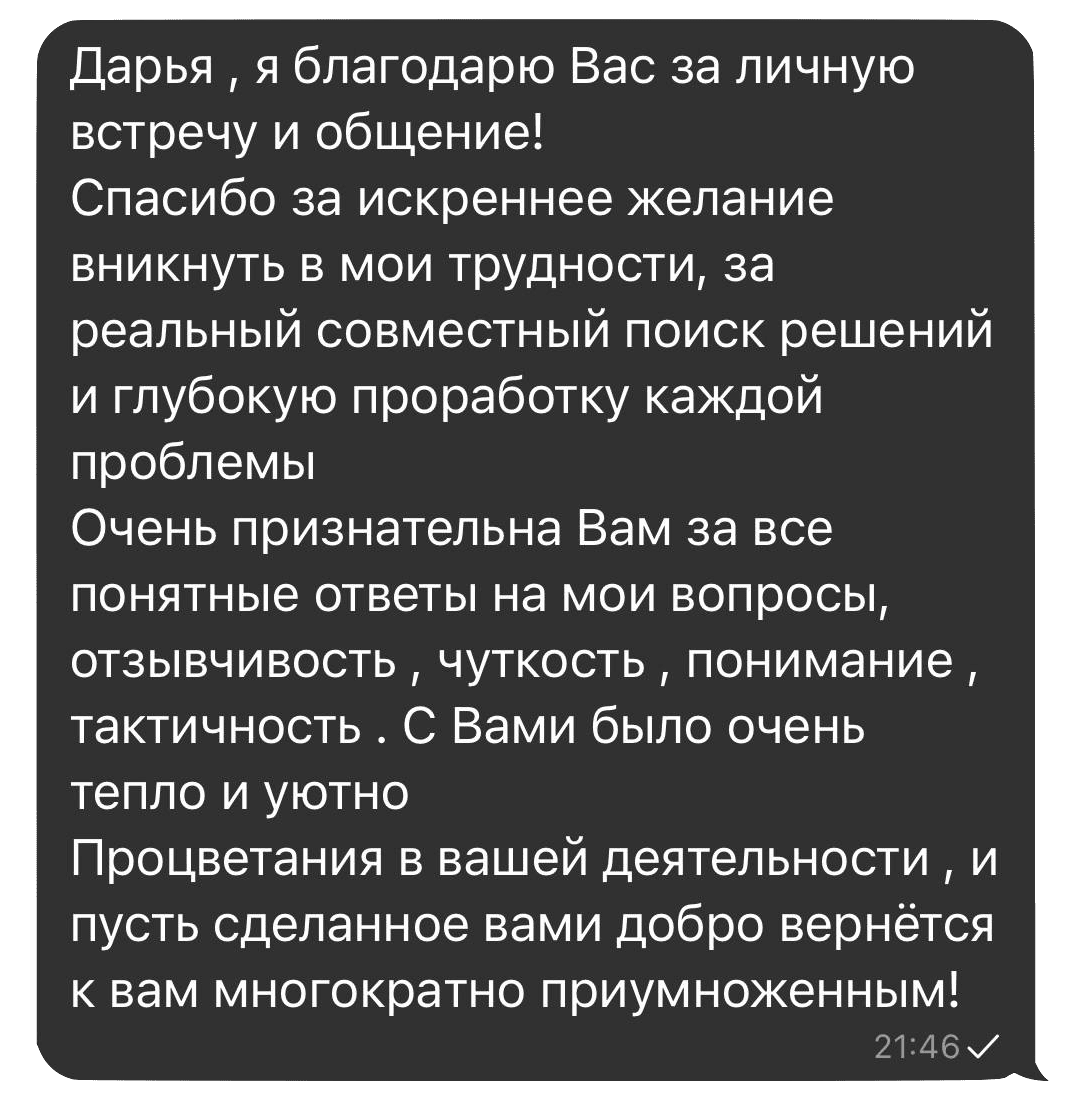 Дарья , я благодарю Вас за личную
встречу и общение!
Спасибо за искреннее желание
вникнуть в мои трудности, за
реальный совместный поиск решений
и глубокую проработку каждой
проблемы
Очень признательна Вам за все
понятные ответы на мои вопросы,
отзывчивость , чуткость , понимание ,
тактичность . С Вами было очень
тепло и уютно
Процветания в вашей деятельности , и
пусть сделанное вами добро вернётся
к вам многократно приумноженным!
21:46